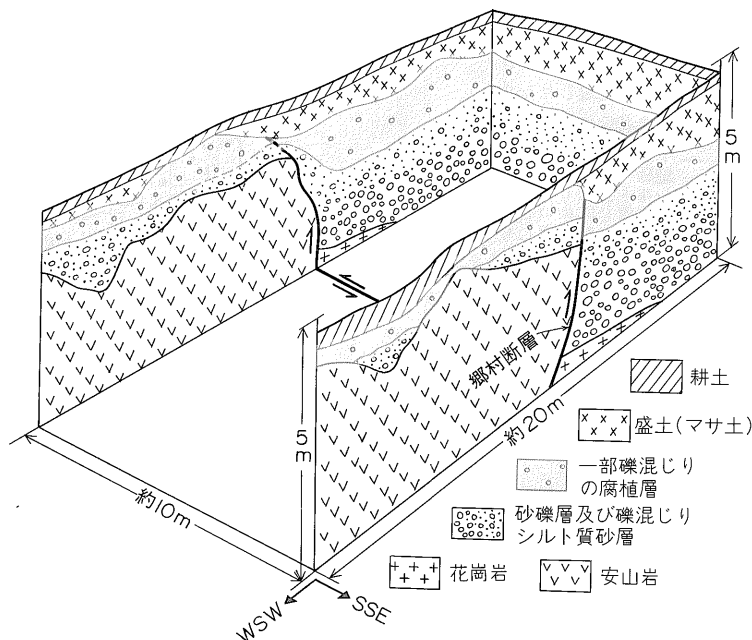 5m
郷村断層
5m
約20m
約10m
WSW
SSE
耕土
盛土(マサ土)
一部礫混じり
の腐植層
砂礫層及び礫混じり
シルト質砂層
花崗岩
安山岩